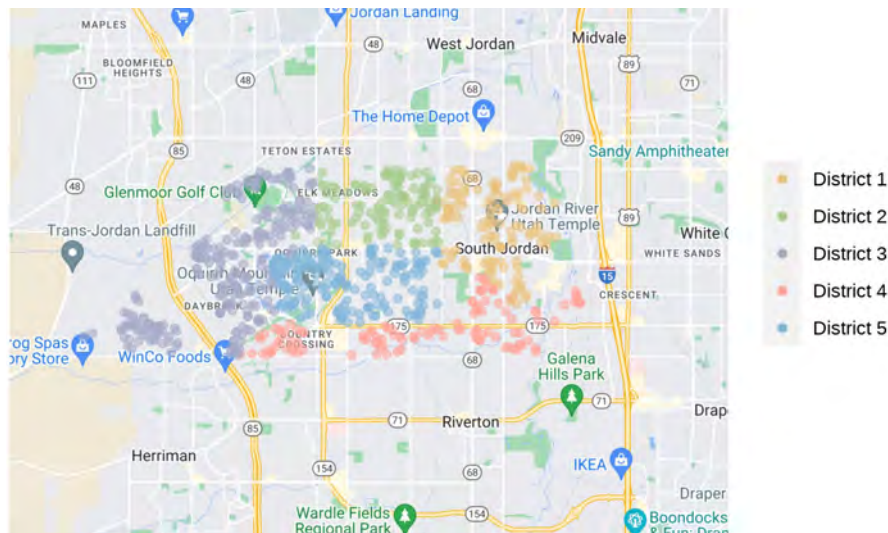 Jordan Landing
MAPLES
48
West Jordan
Midvale
BLOOMFIELD
HEIGHTS
89
111
48
68
71
The Home Depot
209
85
TETON ESTATES
Sandy Amphitheater
48
68
Glenmoor Golf Club
ELK MEADOWS
Jordan River
Utah Temple
89
Trans-Jordan Landfill
White C
South Jordan
OQUIRRH PARK
WHITE SANDS
Oquirrh Mountain
Utah Temple
15
CRESCENT
DAYBREAK
175
175
COUNTRY
CROSSING
rog Spas
ory Store
WinCo Foods
68
Galena
Hills Park
71
71
Riverton
Drap
85
Herriman
154
68
IKEA
Draper
Wardle Fields
Regional Park
154
Boondocks
& Fun: Drap
District 1
District 2
District 3
District 4
District 5